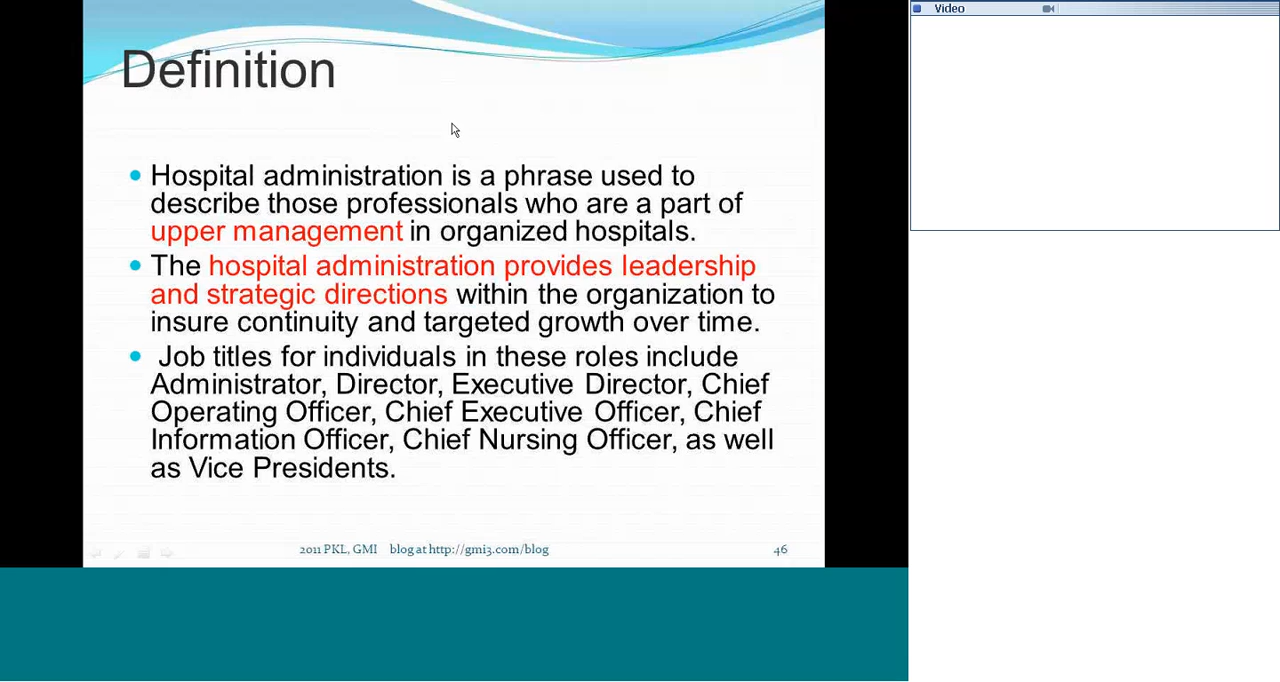 Video
Definition
Hospital administration is a phrase used to
describe those professionals who are a part of
upper management in organized hospitals.
The hospital administration provides leadership
and strategic directions within the organization to
insure continuity and targeted growth over time.
Job titles for individuals in these roles include
Administrator, Director, Executive Director, Chief
Operating Officer, Chief Executive Officer, Chief
Information Officer, Chief Nursing Officer, as well
as Vice Presidents.
2011 PKL, GMI blog at http://gmi3.com/blog 46